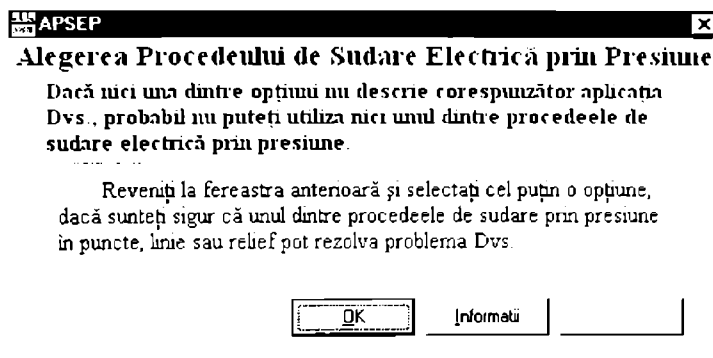 APSEP
Alegerea Procedeului de Sudare Electrică prin Presiune
Dacă nici una dintre opțiuni nu descrie corespunzător aplicația
Dvs., probabil nu puteți utiliza nici unul dintre procedeele de
sudare electrică prin presiune.
Reveniți la fereastra anterioară și selectați cel puțin o opțiune,
dacă sunteți sigur că unul dintre procedeele de sudare prin presiune
în puncte, linie sau relief pot rezolva problema Dvs.
OK
Informatii